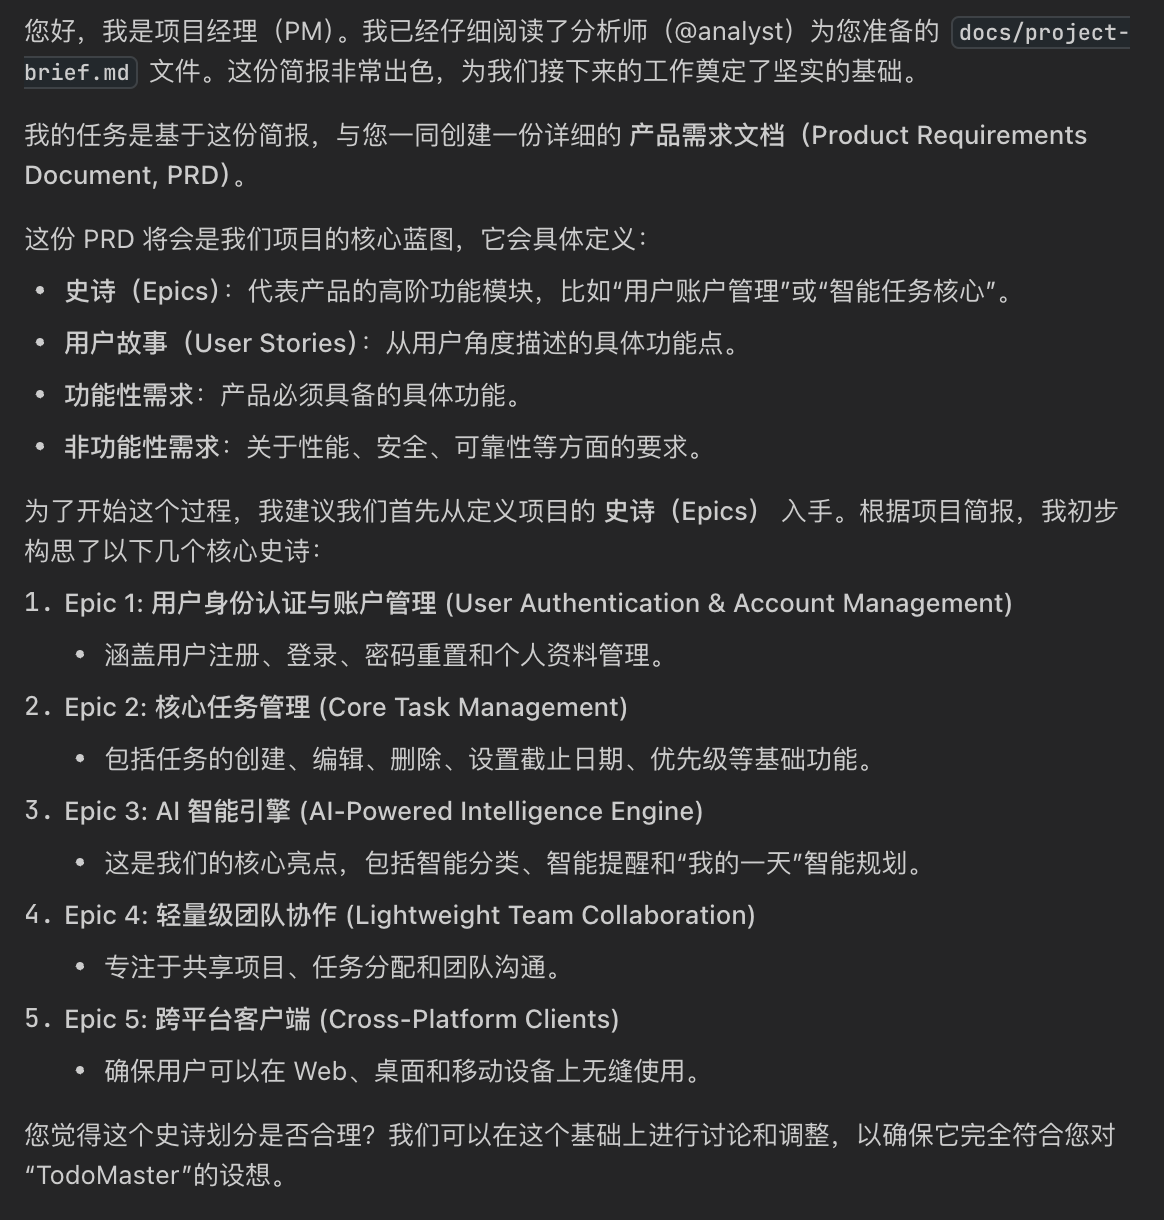 您好，我是项目经理（PM）。我已经仔细阅读了分析师（@analyst）为您准备的 docs/project-
brief.md 文件。这份简报非常出色，为我们接下来的工作奠定了坚实的基础。
我的任务是基于这份简报，与您一同创建一份详细的 产品需求文档（Product Requirements
Document, PRD）。
这份 PRD 将会是我们项目的核心蓝图，它会具体定义：
• 史诗（Epics）：代表产品的高阶功能模块，比如“用户账户管理”或“智能任务核心”。
• 用户故事（User Stories）：从用户角度描述的具体功能点。
• 功能性需求：产品必须具备的具体功能。
• 非功能性需求：关于性能、安全、可靠性等方面的要求。
为了开始这个过程，我建议我们首先从定义项目的 史诗（Epics） 入手。根据项目简报，我初步
构思了以下几个核心史诗：
1. Epic 1: 用户身份认证与账户管理 (User Authentication & Account Management)
• 涵盖用户注册、登录、密码重置和个人资料管理。
2. Epic 2: 核心任务管理 (Core Task Management)
• 包括任务的创建、编辑、删除、设置截止日期、优先级等基础功能。
3. Epic 3: AI 智能引擎 (AI-Powered Intelligence Engine)
• 这是我们的核心亮点，包括智能分类、智能提醒和“我的一天”智能规划。
4. Epic 4: 轻量级团队协作 (Lightweight Team Collaboration)
• 专注于共享项目、任务分配和团队沟通。
5. Epic 5: 跨平台客户端 (Cross-Platform Clients)
• 确保用户可以在 Web、桌面和移动设备上无缝使用。
您觉得这个史诗划分是否合理？我们可以在这个基础上进行讨论和调整，以确保它完全符合您对
“TodoMaster”的设想。